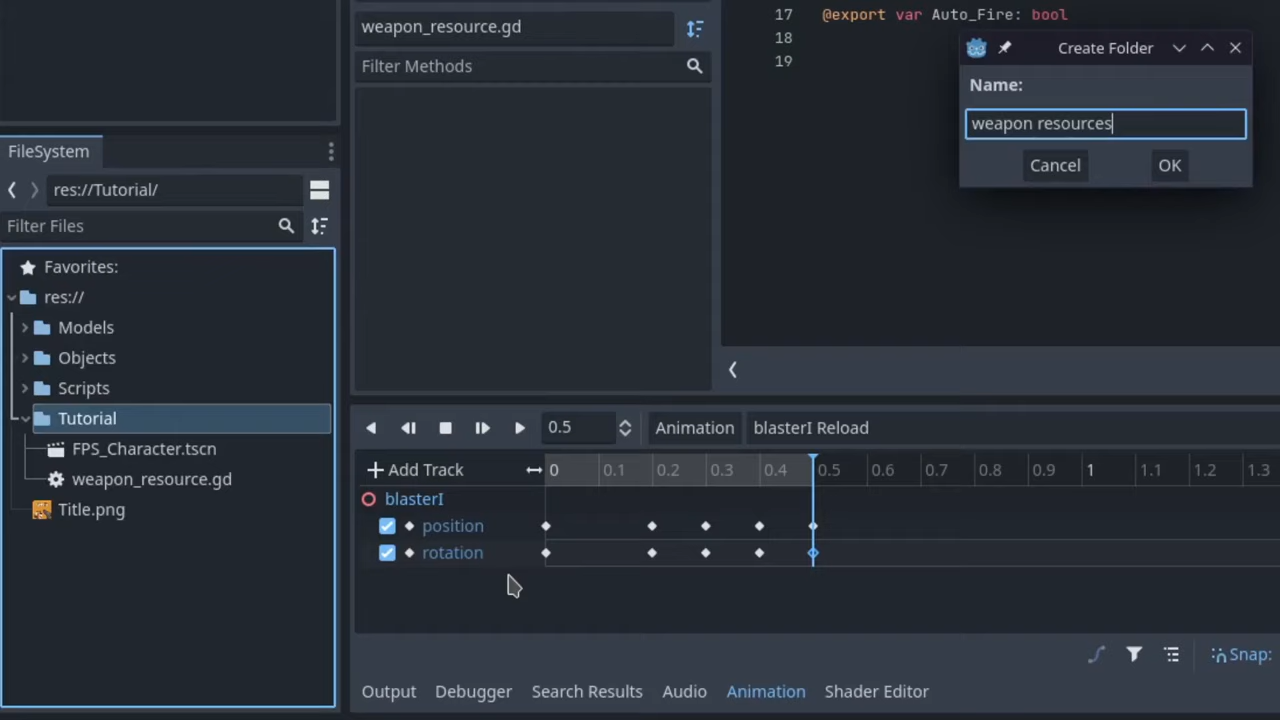 weapon_resource.gd
Filter Methods
17 @export var Auto_Fire: bool
18
19
Create Folder
Name:
weapon resources
Cancel OK
FileSystem
res://Tutorial/
Filter Files
Favorites:
res://
Models
Objects
Scripts
Tutorial
FPS_Character.tscn
weapon_resource.gd
Title.png
0.5 Animation blasterI Reload
Add Track 0 0.1 0.2 0.3 0.4 0.5 0.6 0.7 0.8 0.9 1 1.1 1.2 1.3
blasterI
position
rotation
Snap:
Output Debugger Search Results Audio Animation Shader Editor